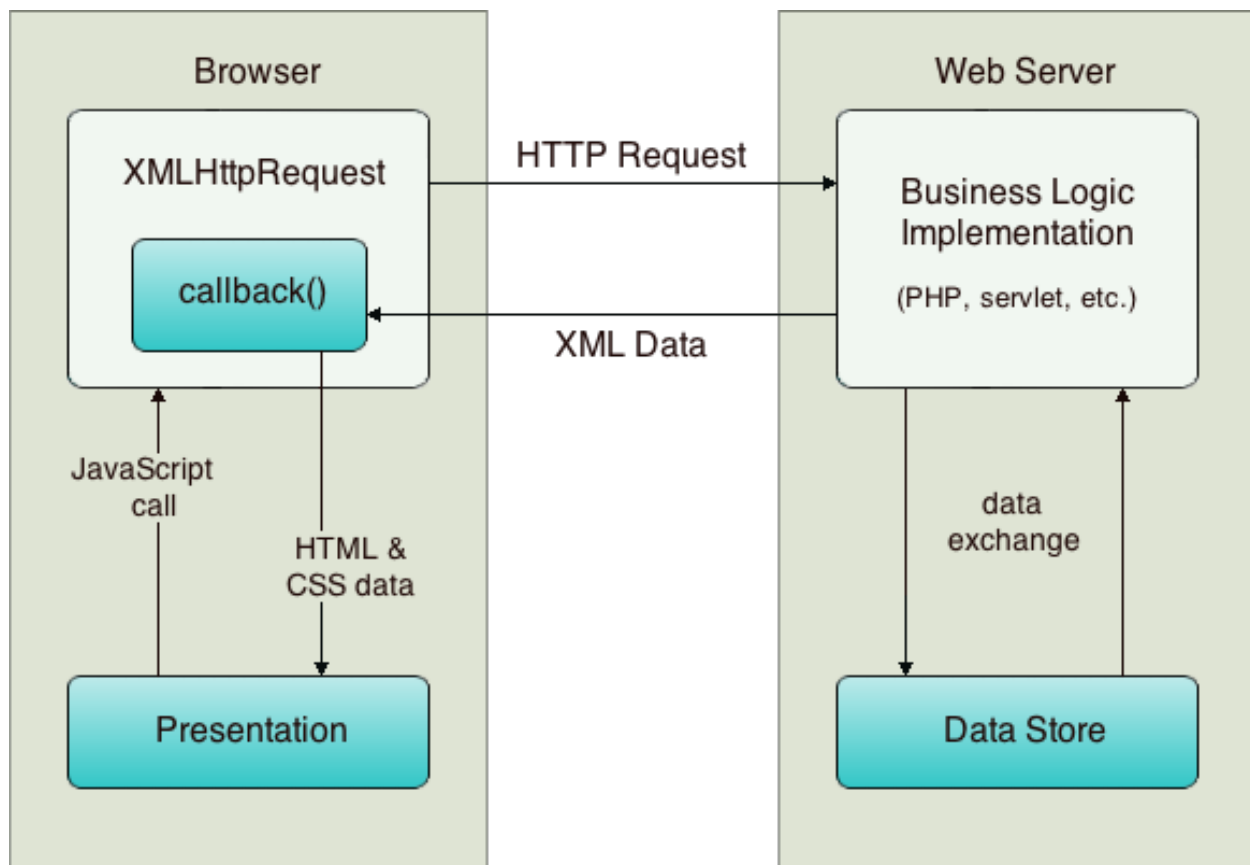 Browser
XMLHttpRequest
callback()
JavaScript
call
HTML &
CSS data
Presentation
HTTP Request
XML Data
Web Server
Business Logic
Implementation
(PHP, servlet, etc.)
data
exchange
Data Store